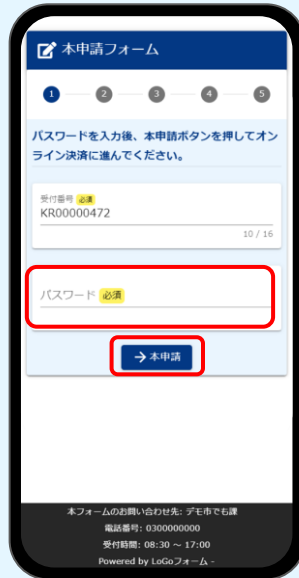 本申請フォーム
1 2 3 4 5
パスワードを入力後、本申請ボタンを押してオン
ライン決済に進んでください。
受付番号 必須
KR00000472
10 / 16
パスワード 必須
→本申請
本フォームのお問い合わせ先: デモ市でも課
電話番号: 0300000000
受付時間: 08:30 ～ 17:00
Powered by LoGoフォーム -